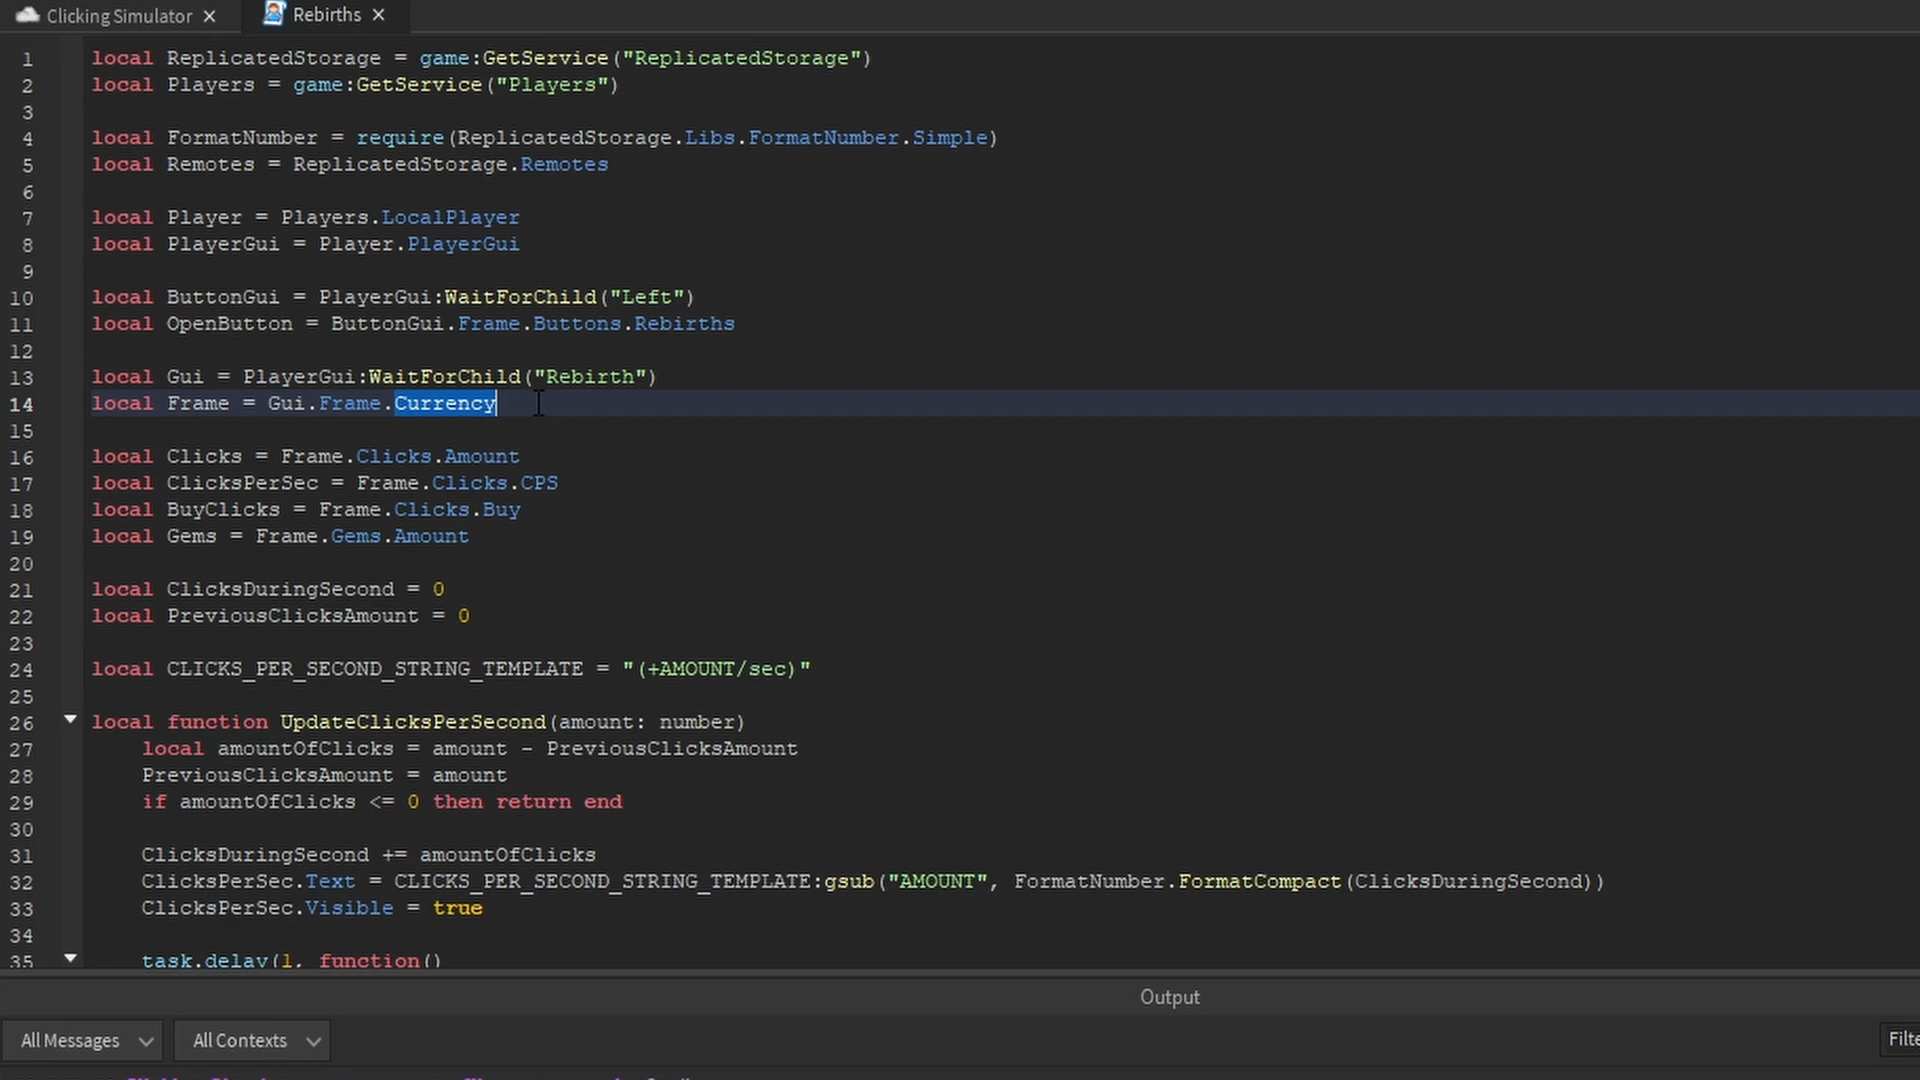 Clicking Simulator ×
Rebirths ×
1 local ReplicatedStorage = game:GetService("ReplicatedStorage")
2 local Players = game:GetService("Players")
3
4 local FormatNumber = require(ReplicatedStorage.Libs.FormatNumber.Simple)
5 local Remotes = ReplicatedStorage.Remotes
6
7 local Player = Players.LocalPlayer
8 local PlayerGui = Player.PlayerGui
9
10 local ButtonGui = PlayerGui:WaitForChild("Left")
11 local OpenButton = ButtonGui.Frame.Buttons.Rebirths
12
13 local Gui = PlayerGui:WaitForChild("Rebirth")
14 local Frame = Gui.Frame.Currency
15
16 local Clicks = Frame.Clicks.Amount
17 local ClicksPerSec = Frame.Clicks.CPS
18 local BuyClicks = Frame.Clicks.Buy
19 local Gems = Frame.Gems.Amount
20
21 local ClicksDuringSecond = 0
22 local PreviousClicksAmount = 0
23
24 local CLICKS_PER_SECOND_STRING_TEMPLATE = "(+AMOUNT/sec)"
25
26 local function UpdateClicksPerSecond(amount: number)
27 local amountOfClicks = amount - PreviousClicksAmount
28 PreviousClicksAmount = amount
29 if amountOfClicks <= 0 then return end
30
31 ClicksDuringSecond += amountOfClicks
32 ClicksPerSec.Text = CLICKS_PER_SECOND_STRING_TEMPLATE:gsub("AMOUNT", FormatNumber.FormatCompact(ClicksDuringSecond))
33 ClicksPerSec.Visible = true
34
35 task.delay(1, function()
Output
All Messages
All Contexts
Filte